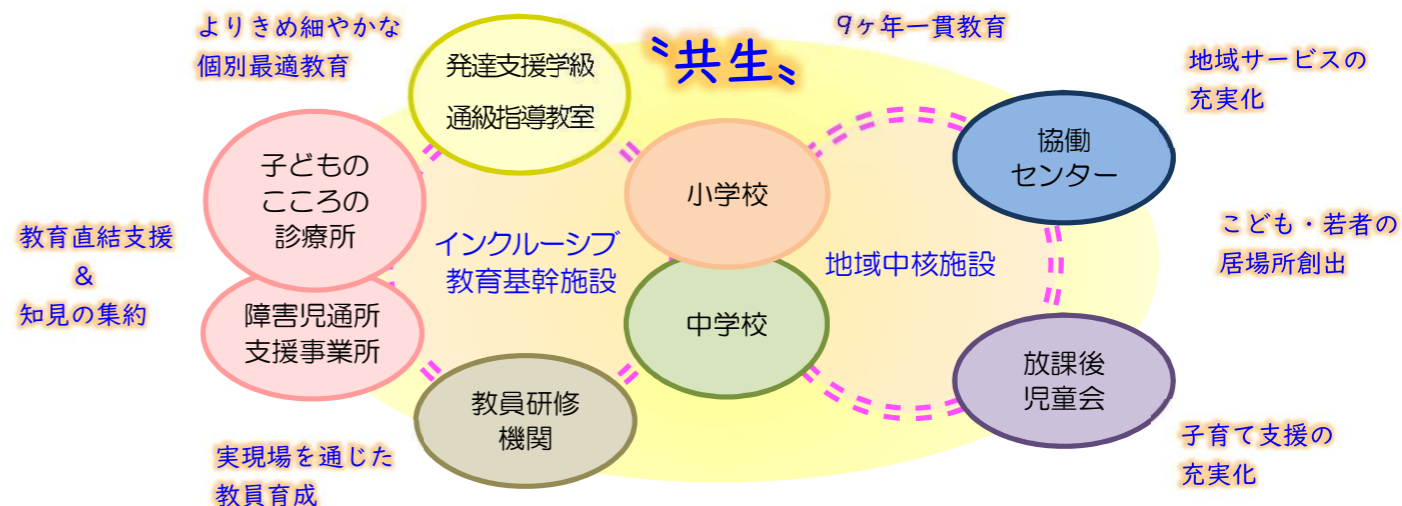 よりきめ細やかな
個別最適教育
発達支援学級
通級指導教室
〝共生〟
9ヶ年一貫教育
地域サービスの
充実化
子どもの
こころの
診療所
小学校
協働
センター
教育直結支援
&
知見の集約
インクルーシブ
教育基幹施設
地域中核施設
こども・若者の
居場所創出
障害児通所
支援事業所
中学校
教員研修
機関
放課後
児童会
実現場を通じた
教員育成
子育て支援の
充実化